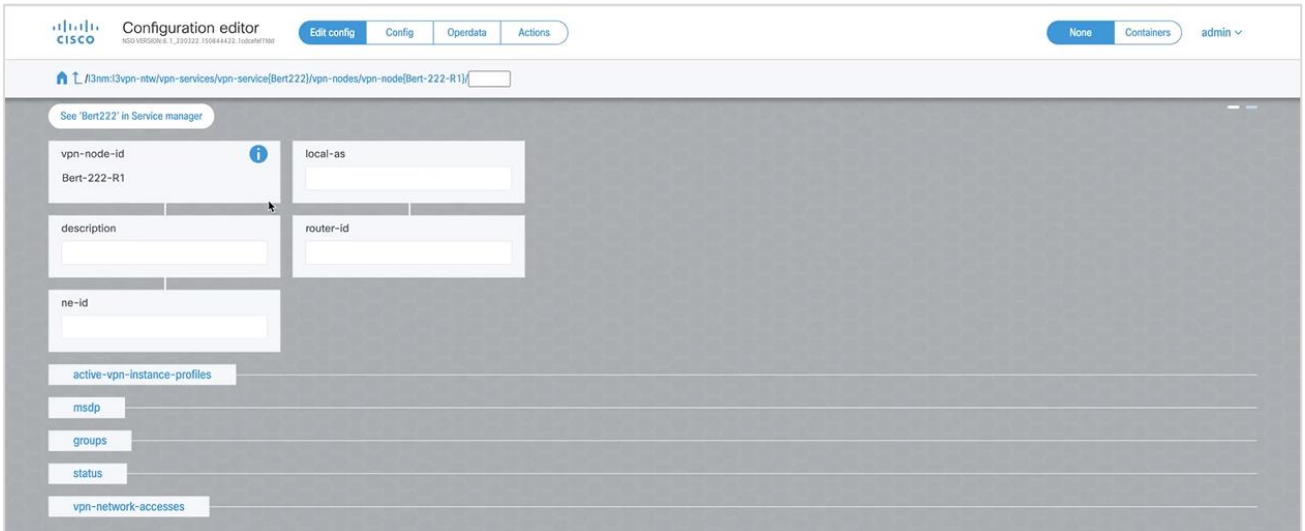 CISCO
Configuration editor
Edit config
Config
Operdata
Actions
None
Containers
admin
/l3nm:l3vpn-ntw/vpn-services/vpn-service{Bert222}/vpn-nodes/vpn-node{Bert-222-R1}/
See 'Bert222' in Service manager
vpn-node-id
Bert-222-R1
local-as
description
router-id
ne-id
active-vpn-instance-profiles
msdp
groups
status
vpn-network-accesses